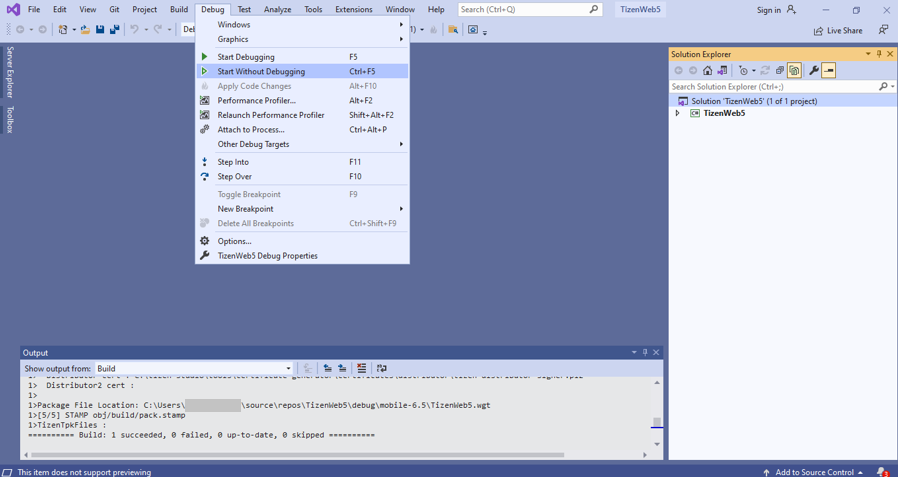 File Edit View Git Project Build Debug Test Analyze Tools Extensions Window Help Search (Ctrl+Q) TizenWeb5 Sign in
Live Share
Server Explorer
Toolbox
Windows
Graphics
Start Debugging F5
Start Without Debugging Ctrl+F5
Apply Code Changes Alt+F10
Performance Profiler... Alt+F2
Relaunch Performance Profiler Shift+Alt+F2
Attach to Process... Ctrl+Alt+P
Other Debug Targets
Step Into F11
Step Over F10
Toggle Breakpoint F9
New Breakpoint
Delete All Breakpoints Ctrl+Shift+F9
Options...
TizenWeb5 Debug Properties
Solution Explorer
Search Solution Explorer (Ctrl+;)
Solution 'TizenWeb5' (1 of 1 project)
C# TizenWeb5
Output
Show output from: Build
1> Distributor2 cert :
1>
1>Package File Location: C:\Users\ \source\repos\TizenWeb5\debug\mobile-6.5\TizenWeb5.wgt
1>[5/5] STAMP obj/build/pack.stamp
1>TizenTpkFiles :
========== Build: 1 succeeded, 0 failed, 0 up-to-date, 0 skipped ==========
This item does not support previewing Add to Source Control 3